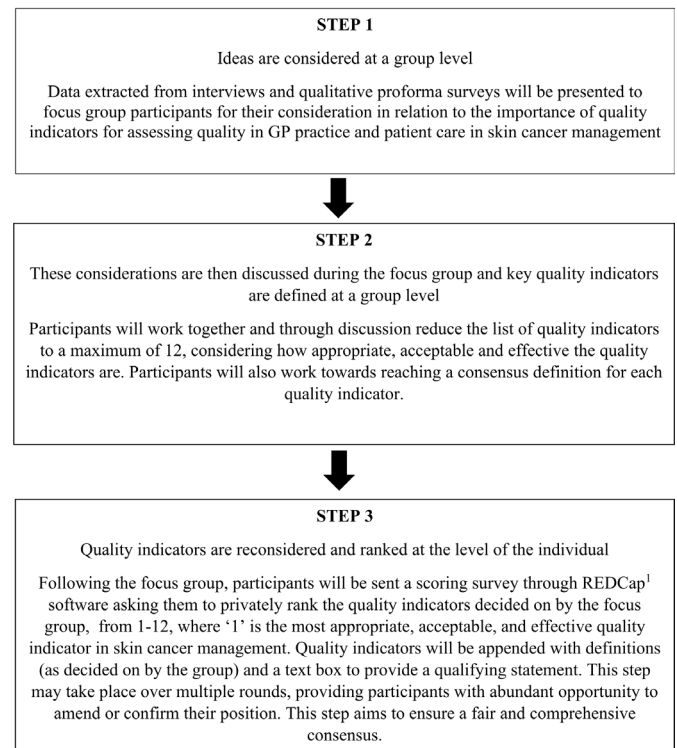 STEP 1
Ideas are considered at a group level
Data extracted from interviews and qualitative proforma surveys will be presented to
focus group participants for their consideration in relation to the importance of quality
indicators for assessing quality in GP practice and patient care in skin cancer management
STEP 2
These considerations are then discussed during the focus group and key quality indicators
are defined at a group level
Participants will work together and through discussion reduce the list of quality indicators
to a maximum of 12, considering how appropriate, acceptable and effective the quality
indicators are. Participants will also work towards reaching a consensus definition for each
quality indicator.
STEP 3
Quality indicators are reconsidered and ranked at the level of the individual
Following the focus group, participants will be sent a scoring survey through REDCap¹
software asking them to privately rank the quality indicators decided on by the focus
group, from 1-12, where ‘1’ is the most appropriate, acceptable, and effective quality
indicator in skin cancer management. Quality indicators will be appended with definitions
(as decided on by the group) and a text box to provide a qualifying statement. This step
may take place over multiple rounds, providing participants with abundant opportunity to
amend or confirm their position. This step aims to ensure a fair and comprehensive
consensus.